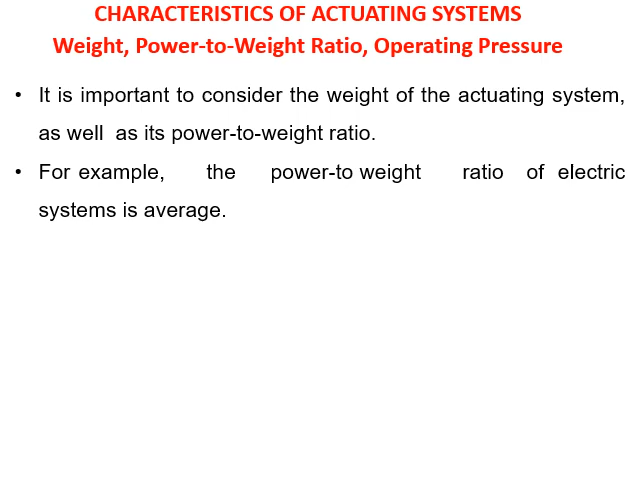 CHARACTERISTICS OF ACTUATING SYSTEMS
Weight, Power-to-Weight Ratio, Operating Pressure
• It is important to consider the weight of the actuating system,
as well as its power-to-weight ratio.
• For example, the power-to weight ratio of electric
systems is average.